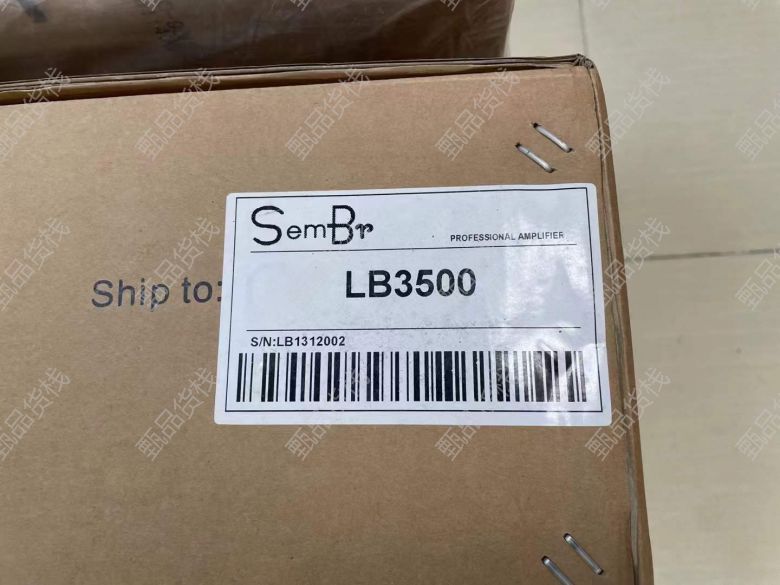 SemBr
PROFESSIONAL AMPLIFIER
Ship to:
LB3500
S/N:LB1312002
甄品货栈